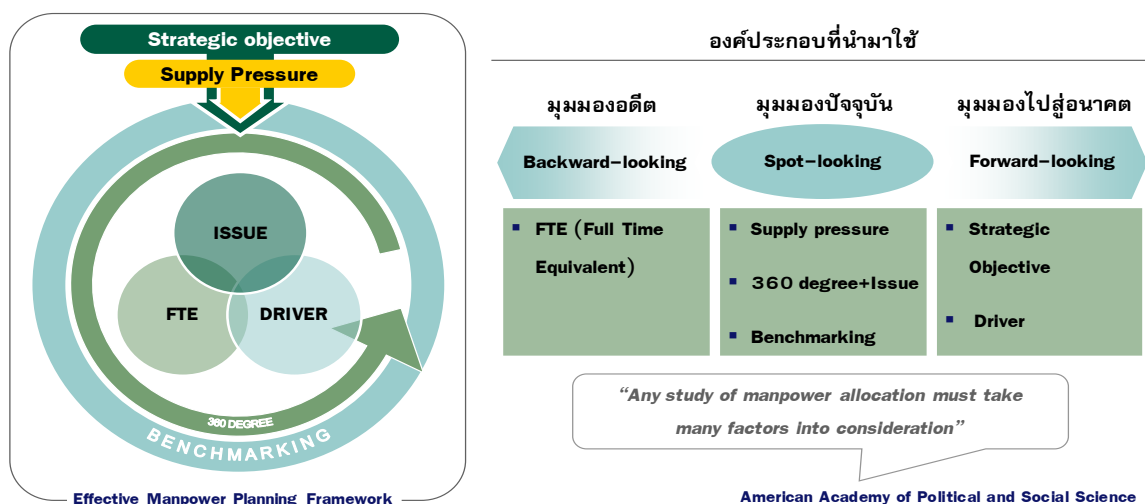 Strategic objective
Supply Pressure
ISSUE
FTE
DRIVER
360 DEGREE
BENCHMARKING
Effective Manpower Planning Framework
องค์ประกอบที่นำมาใช้
มุมมองอดีต
มุมมองปัจจุบัน
มุมมองไปสู่อนาคต
Backward-looking
Spot-looking
Forward-looking
▪ FTE (Full Time
Equivalent)
▪ Supply pressure
▪ 360 degree+Issue
▪ Benchmarking
▪ Strategic
Objective
▪ Driver
“Any study of manpower allocation must take
many factors into consideration”
American Academy of Political and Social Science